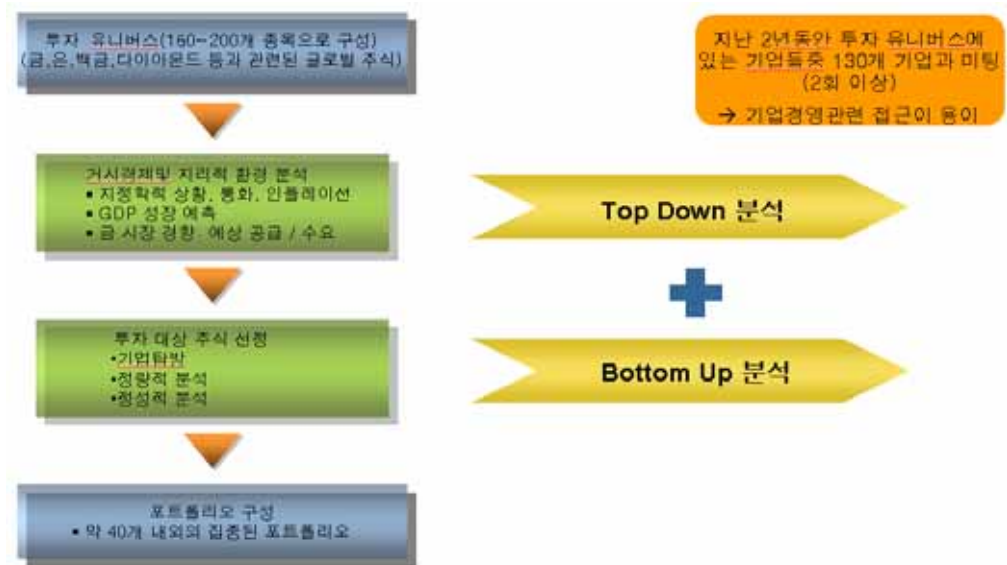 투자 유니버스(160~200개 종목으로 구성)
(금,은,백금,다이아몬드 등과 관련된 글로벌 주식)
지난 2년동안 투자 유니버스에
있는 기업들중 130개 기업과 미팅
(2회 이상)
→ 기업경영관련 접근이 용이
거시경제및 지리적 환경 분석
▪ 지정학적 상황, 통화, 인플레이션
▪ GDP 성장 예측
▪ 금 시장 경향. 예상 공급 / 수요
Top Down 분석
투자 대상 주식 선정
•기업탐방
•정량적 분석
•정성적 분석
Bottom Up 분석
포트폴리오 구성
▪ 약 40개 내외의 집중된 포트폴리오